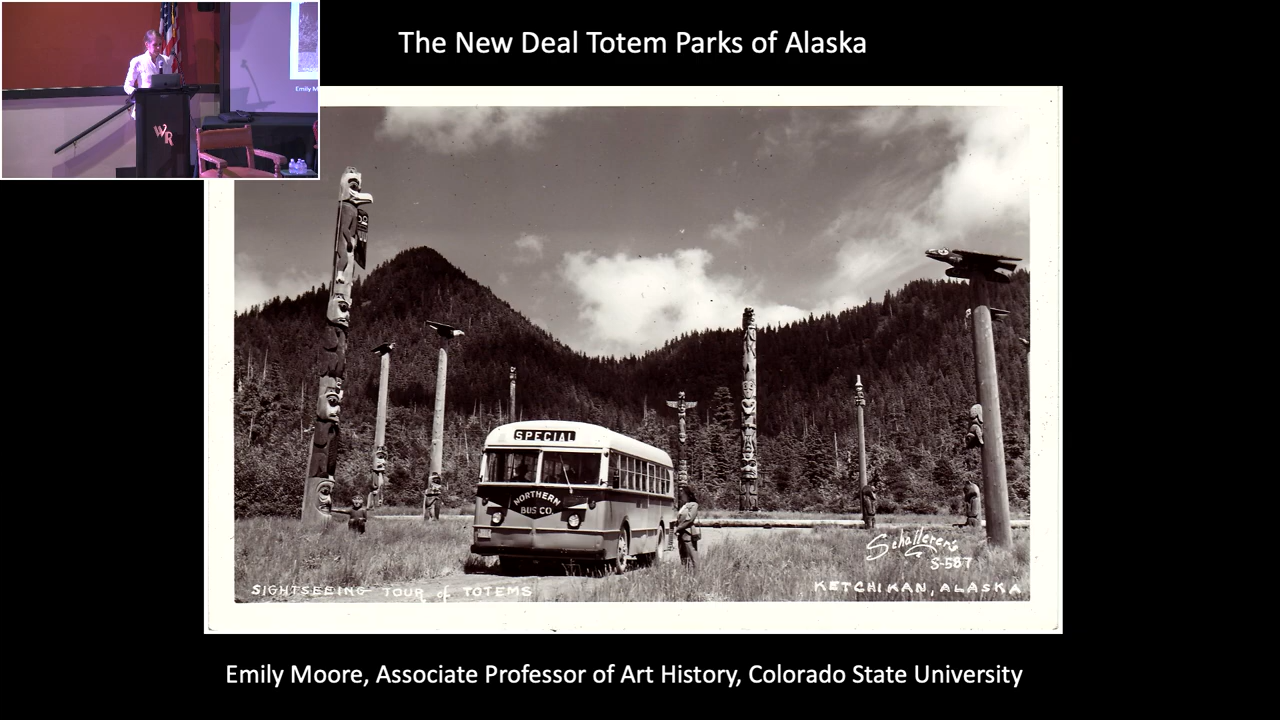 The New Deal Totem Parks of Alaska
Emily M
WR
SPECIAL
NORTHERN
BUS CO.
Schallerer's
S-587
SIGHTSEEING TOUR of TOTEMS
KETCHIKAN, ALASKA
Emily Moore, Associate Professor of Art History, Colorado State University